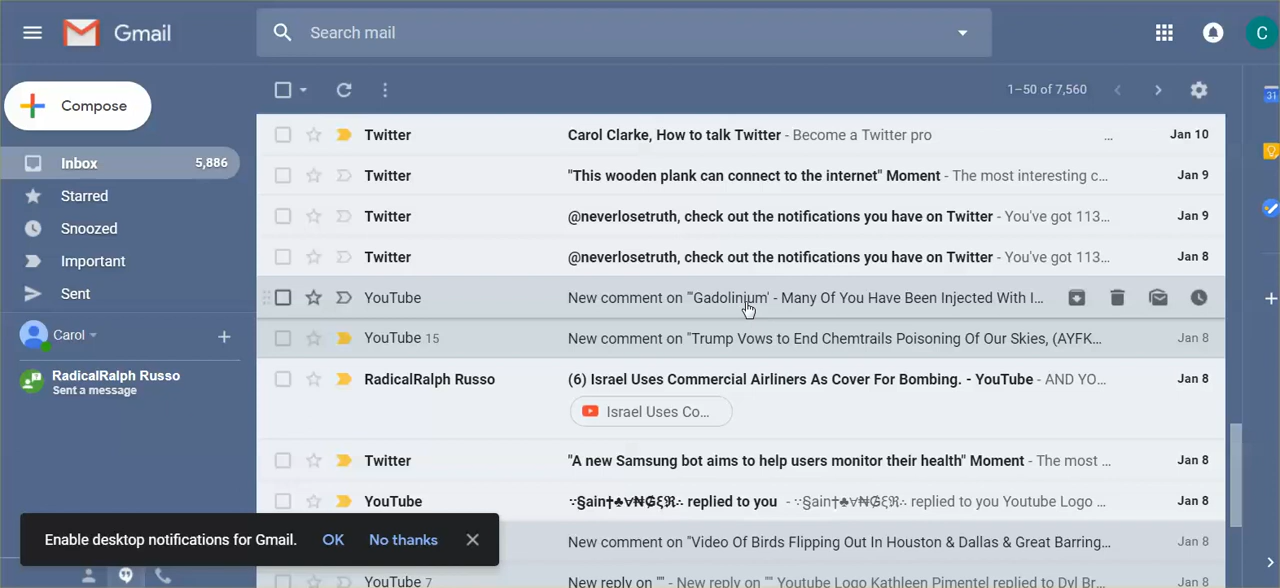 Gmail
Search mail
Compose
1–50 of 7,560
Inbox 5,886
Starred
Snoozed
Important
Sent
Carol
RadicalRalph Russo
Sent a message
C
31
Twitter Carol Clarke, How to talk Twitter - Become a Twitter pro ... Jan 10
Twitter "This wooden plank can connect to the internet" Moment - The most interesting c... Jan 9
Twitter @neverlosetruth, check out the notifications you have on Twitter - You've got 113... Jan 9
Twitter @neverlosetruth, check out the notifications you have on Twitter - You've got 113... Jan 8
YouTube New comment on "'Gadolinium' - Many Of You Have Been Injected With I...
YouTube 15 New comment on "Trump Vows to End Chemtrails Poisoning Of Our Skies, (AYFK... Jan 8
RadicalRalph Russo (6) Israel Uses Commercial Airliners As Cover For Bombing. - YouTube - AND YO... Jan 8
Israel Uses Co...
Twitter "A new Samsung bot aims to help users monitor their health" Moment - The most ... Jan 8
YouTube replied to you - replied to you Youtube Logo ... Jan 8
New comment on "Video Of Birds Flipping Out In Houston & Dallas & Great Barring... Jan 8
YouTube 7 New reply on "" - New reply on "" Youtube Logo Kathleen Pimentel replied to Dyl Br... Jan 8
Enable desktop notifications for Gmail. OK No thanks